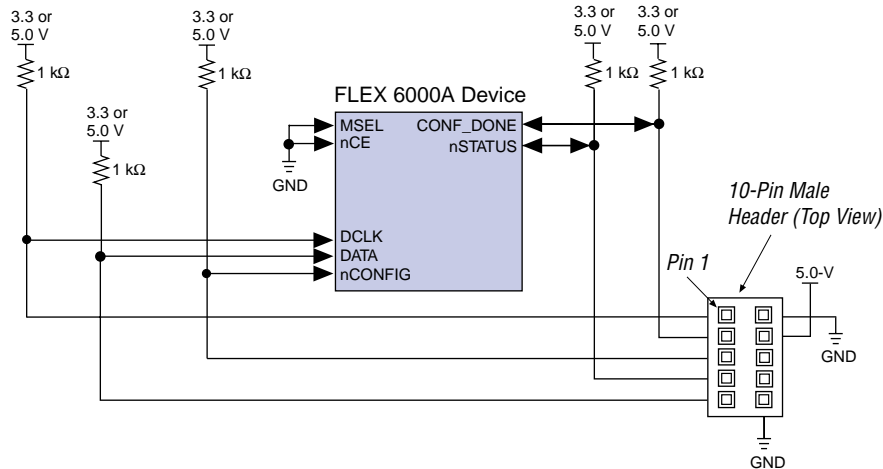 3.3 or
5.0 V
1 kΩ
3.3 or
5.0 V
1 kΩ
3.3 or
5.0 V
1 kΩ
3.3 or
5.0 V
1 kΩ
3.3 or
5.0 V
1 kΩ
FLEX 6000A Device
MSEL
nCE
CONF_DONE
nSTATUS
GND
DCLK
DATA
nCONFIG
10-Pin Male
Header (Top View)
Pin 1
5.0-V
GND
GND